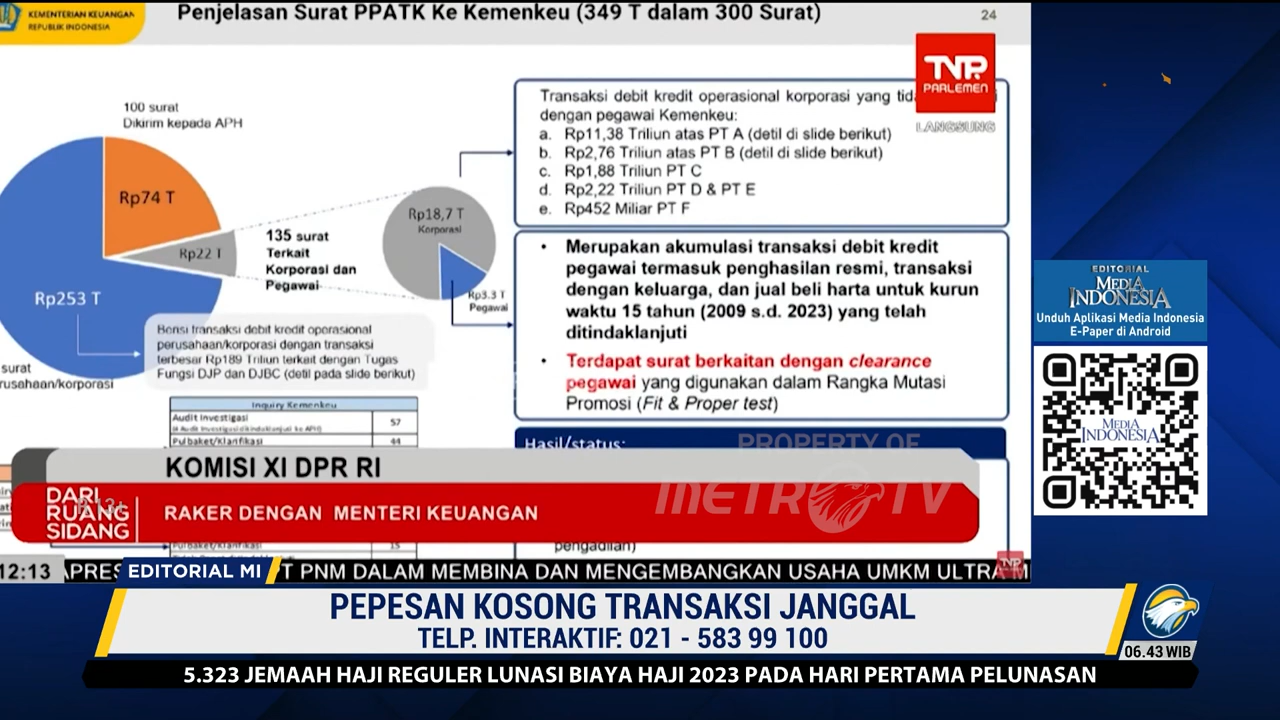 KEMENTERIAN KEUANGAN
REPUBLIK INDONESIA
Penjelasan Surat PPATK Ke Kemenkeu (349 T dalam 300 Surat)
24
TVP.
PARLEMEN
LANGSUNG
100 surat
Dikirim kepada APH
Rp74 T
Rp22 T
Rp253 T
135 surat
Terkait
Korporasi dan
Pegawai
Rp18,7 T
Korporasi
Rp3.3 T
Pegawai
surat
rusahaan/korporasi
Berisi transaksi debit kredit operasional
perusahaan/korporasi dengan transaksi
terbesar Rp189 Triliun terkait dengan Tugas
Fungsi DJP dan DJBC (detil pada slide berikut)
Transaksi debit kredit operasional korporasi yang
dengan pegawai Kemenkeu:
a. Rp11,38 Triliun atas PT A (detil di slide berikut)
b. Rp2,76 Triliun atas PT B (detil di slide berikut)
c. Rp1,88 Triliun PT C
d. Rp2,22 Triliun PT D & PT E
e. Rp452 Miliar PT F
• Merupakan akumulasi transaksi debit kredit
pegawai termasuk penghasilan resmi, transaksi
dengan keluarga, dan jual beli harta untuk kurun
waktu 15 tahun (2009 s.d. 2023) yang telah
ditindaklanjuti
• Terdapat surat berkaitan dengan clearance
pegawai yang digunakan dalam Rangka Mutasi
Promosi (Fit & Proper test)
Hasil/status:
Inquiry Kemenkeu
Audit Investigasi 57
Pulbaket/Klarifikasi 44
Pulbaket/Klarifikasi 15
pengadilan)
PROPERTY OF
METRO TV
KOMISI XI DPR RI
DARI
RUANG
SIDANG
RAKER DENGAN MENTERI KEUANGAN
EDITORIAL
MEDIA
INDONESIA
Unduh Aplikasi Media Indonesia
E-Paper di Android
MEDIA
INDONESIA
12:13
APRES
EDITORIAL MI
T PNM DALAM MEMBINA DAN MENGEMBANGKAN USAHA UMKM ULTRA M
PEPESAN KOSONG TRANSAKSI JANGGAL
TELP. INTERAKTIF: 021 - 583 99 100
06.43 WIB
5.323 JEMAAH HAJI REGULER LUNASI BIAYA HAJI 2023 PADA HARI PERTAMA PELUNASAN